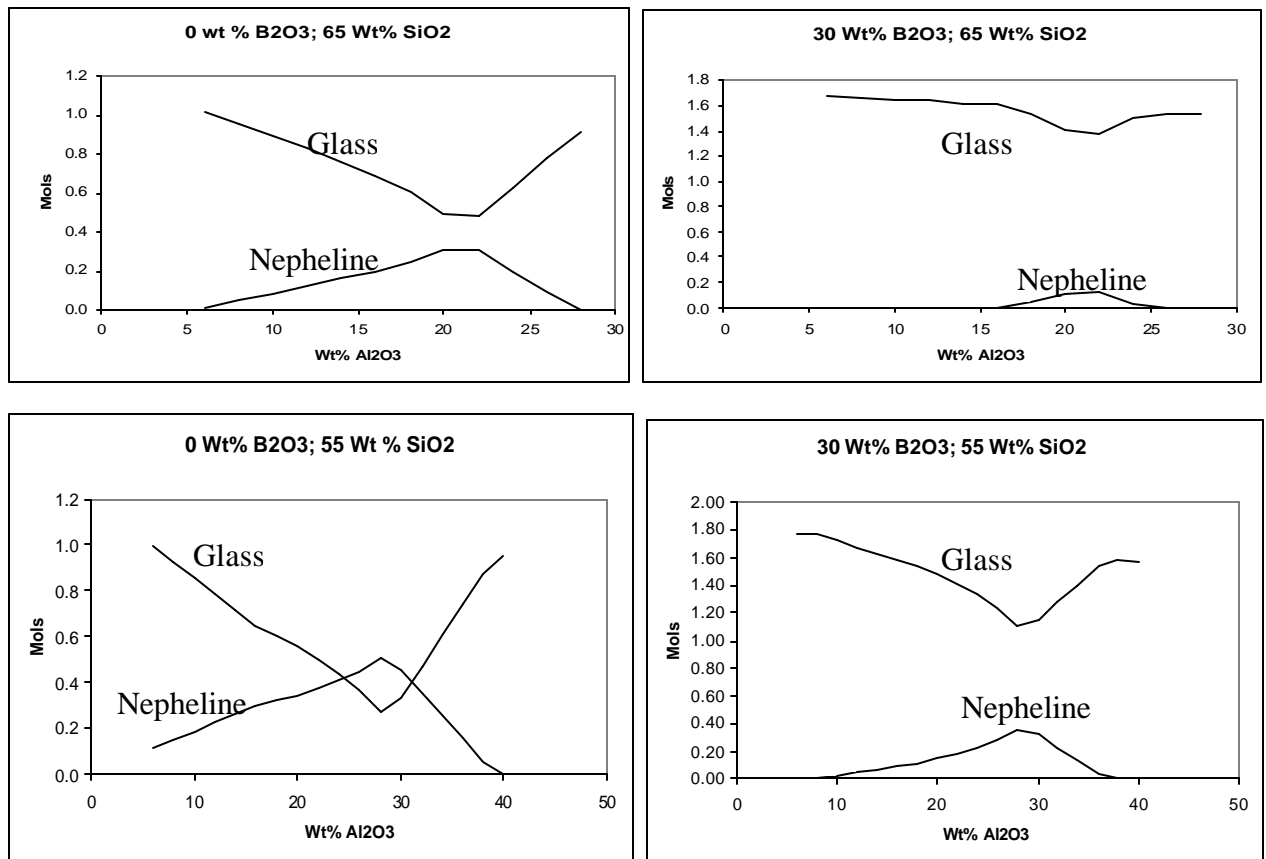 0 wt % B2O3; 65 Wt% SiO2
1.2
1.0
0.8
0.6
0.4
0.2
0.0
Mols
Glass
Nepheline
0 5 10 15 20 25 30
Wt% Al2O3
30 Wt% B2O3; 65 Wt% SiO2
1.8
1.6
1.4
1.2
1.0
0.8
0.6
0.4
0.2
0.0
Mols
Glass
Nepheline
0 5 10 15 20 25 30
Wt% Al2O3
0 Wt% B2O3; 55 Wt % SiO2
1.2
1.0
0.8
0.6
0.4
0.2
0.0
Mols
Glass
Nepheline
0 10 20 30 40 50
Wt% Al2O3
30 Wt% B2O3; 55 Wt% SiO2
2.00
1.80
1.60
1.40
1.20
1.00
0.80
0.60
0.40
0.20
0.00
Mols
Glass
Nepheline
0 10 20 30 40 50
Wt% Al2O3